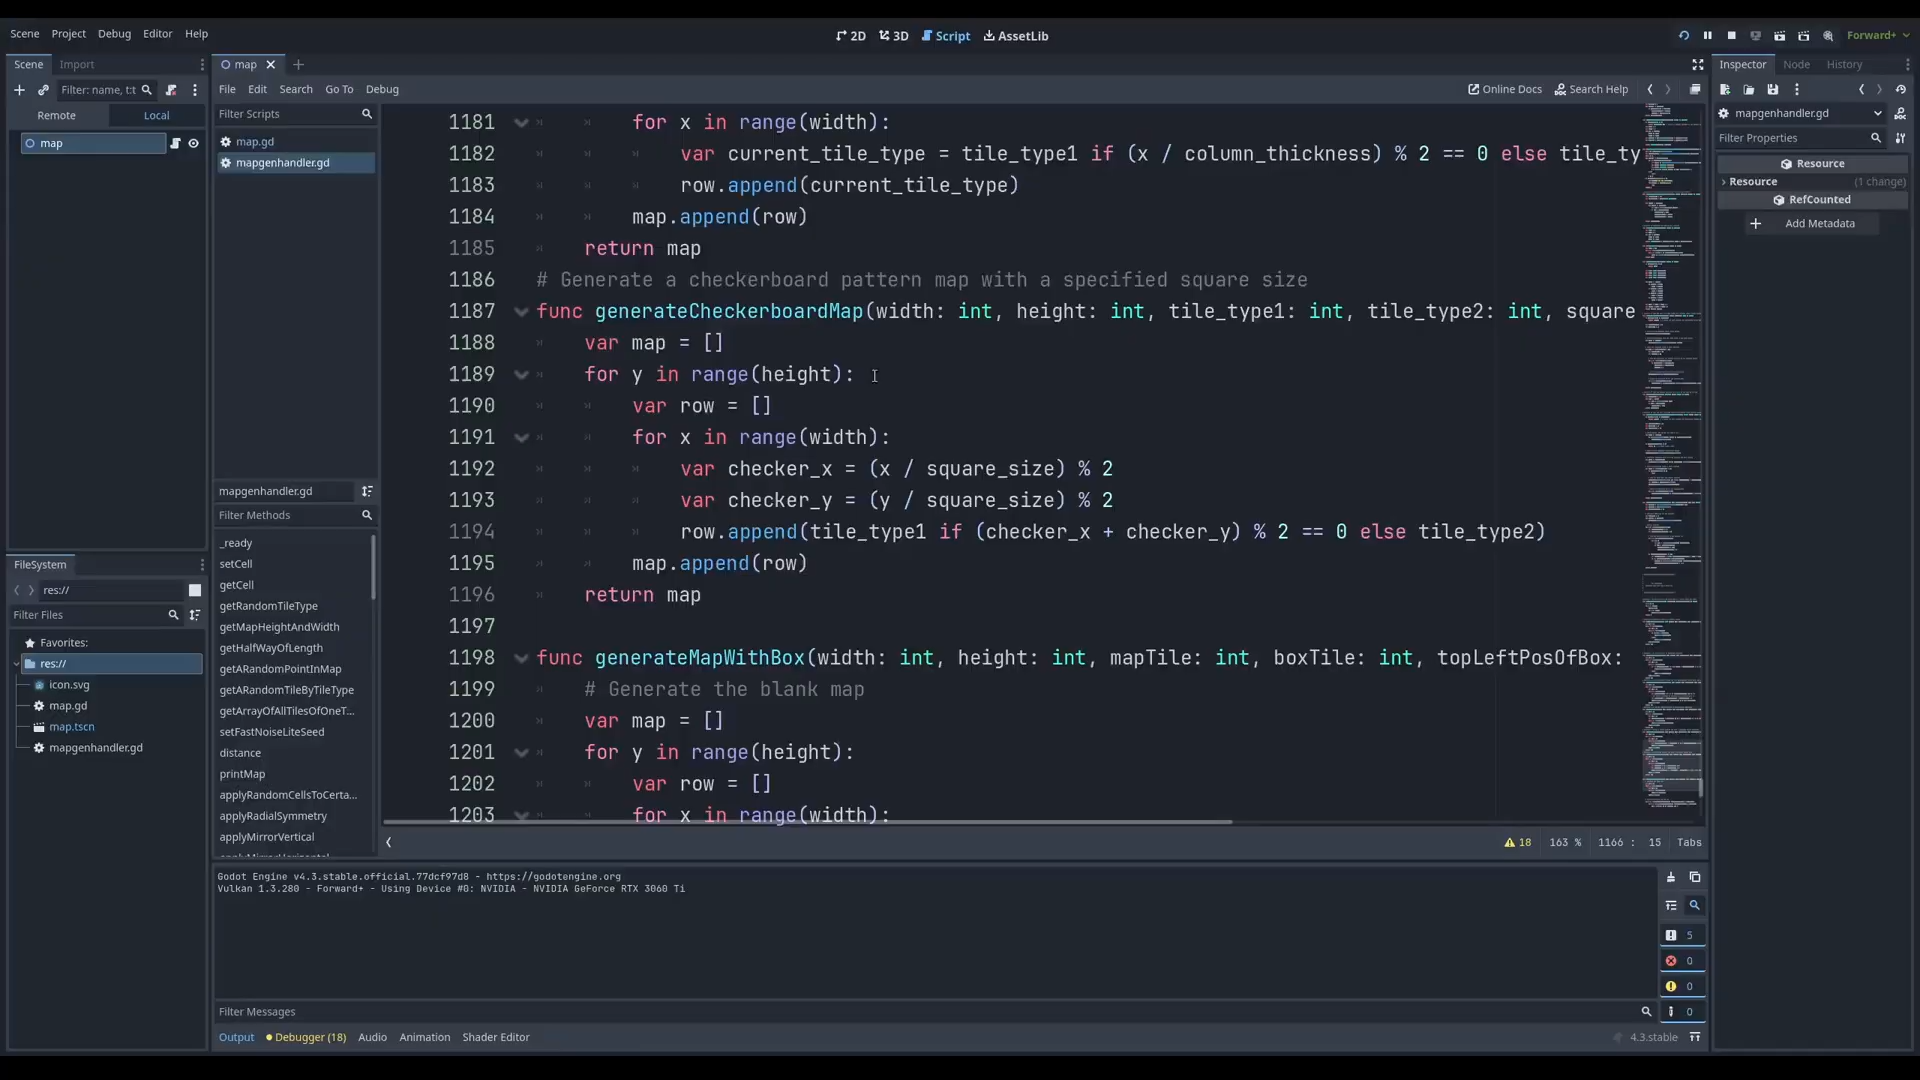 Scene Project Debug Editor Help
2D 3D Script AssetLib
Forward+
Scene Import
map
Inspector Node History
Filter: name, t:t
File Edit Search Go To Debug
Online Docs Search Help
Remote Local
Filter Scripts
mapgenhandler.gd
map
map.gd
mapgenhandler.gd
Filter Properties
Resource
Resource (1 change)
RefCounted
Add Metadata
1181 for x in range(width):
1182 var current_tile_type = tile_type1 if (x / column_thickness) % 2 == 0 else tile_ty
1183 row.append(current_tile_type)
1184 map.append(row)
1185 return map
1186 # Generate a checkerboard pattern map with a specified square size
1187 func generateCheckerboardMap(width: int, height: int, tile_type1: int, tile_type2: int, square
1188 var map = []
1189 for y in range(height):
1190 var row = []
1191 for x in range(width):
1192 var checker_x = (x / square_size) % 2
1193 var checker_y = (y / square_size) % 2
1194 row.append(tile_type1 if (checker_x + checker_y) % 2 == 0 else tile_type2)
1195 map.append(row)
1196 return map
1197
1198 func generateMapWithBox(width: int, height: int, mapTile: int, boxTile: int, topLeftPosOfBox:
1199 # Generate the blank map
1200 var map = []
1201 for y in range(height):
1202 var row = []
1203 for x in range(width):
mapgenhandler.gd
Filter Methods
_ready
setCell
getCell
getRandomTileType
getMapHeightAndWidth
getHalfWayOfLength
getARandomPointInMap
getARandomTileByTileType
getArrayOfAllTilesOfOneT...
setFastNoiseLiteSeed
distance
printMap
applyRandomCellsToCerta...
applyRadialSymmetry
applyMirrorVertical
FileSystem
res://
Filter Files
Favorites:
res://
icon.svg
map.gd
map.tscn
mapgenhandler.gd
18 163 % 1166 : 15 Tabs
Godot Engine v4.3.stable.official.77dcf97d8 - https://godotengine.org
Vulkan 1.3.280 - Forward+ - Using Device #0: NVIDIA - NVIDIA GeForce RTX 3060 Ti
5
0
0
0
Filter Messages
Output Debugger (18) Audio Animation Shader Editor
4.3.stable